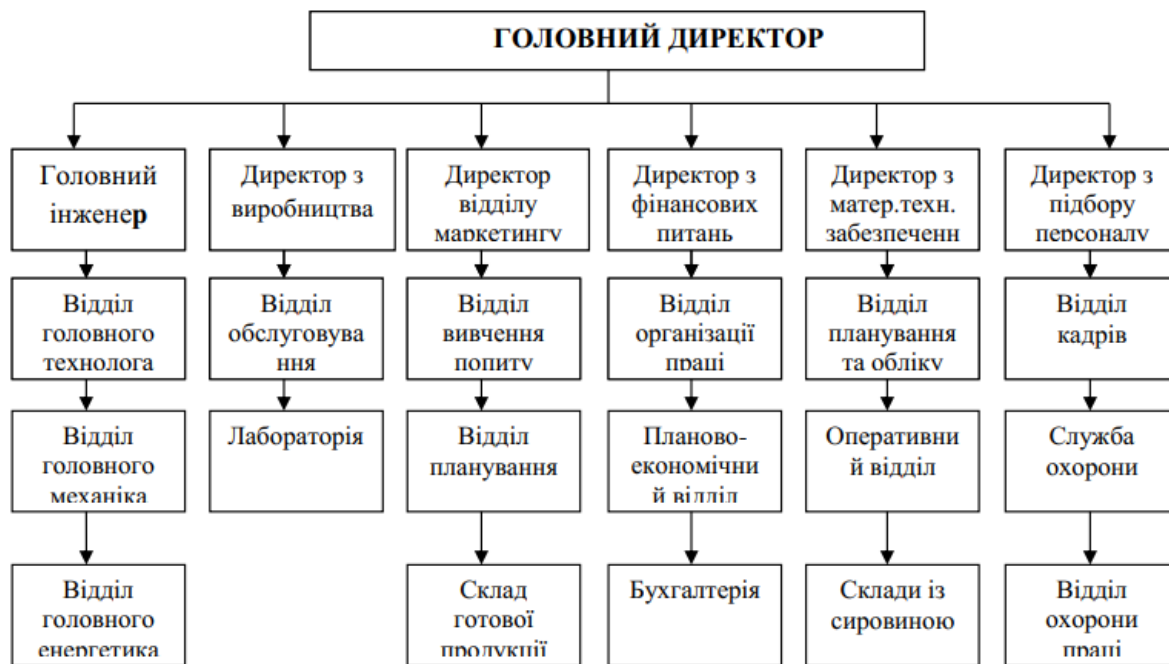 ГОЛОВНИЙ ДИРЕКТОР
Головний
інженер
Директор з
виробництва
Директор
відділу
маркетингу
Директор з
фінансових
питань
Директор з
матер.техн.
забезпеченн
Директор з
підбору
персоналу
Відділ
головного
технолога
Відділ
обслуговува
ння
Відділ
вивчення
попиту
Відділ
організації
праці
Відділ
планування
та обліку
Відділ
кадрів
Відділ
головного
механіка
Лабораторія
Відділ
планування
Планово-
економічни
й відділ
Оперативни
й відділ
Служба
охорони
Відділ
головного
енергетика
Склад
готової
продукції
Бухгалтерія
Склади із
сировиною
Відділ
охорони
праці